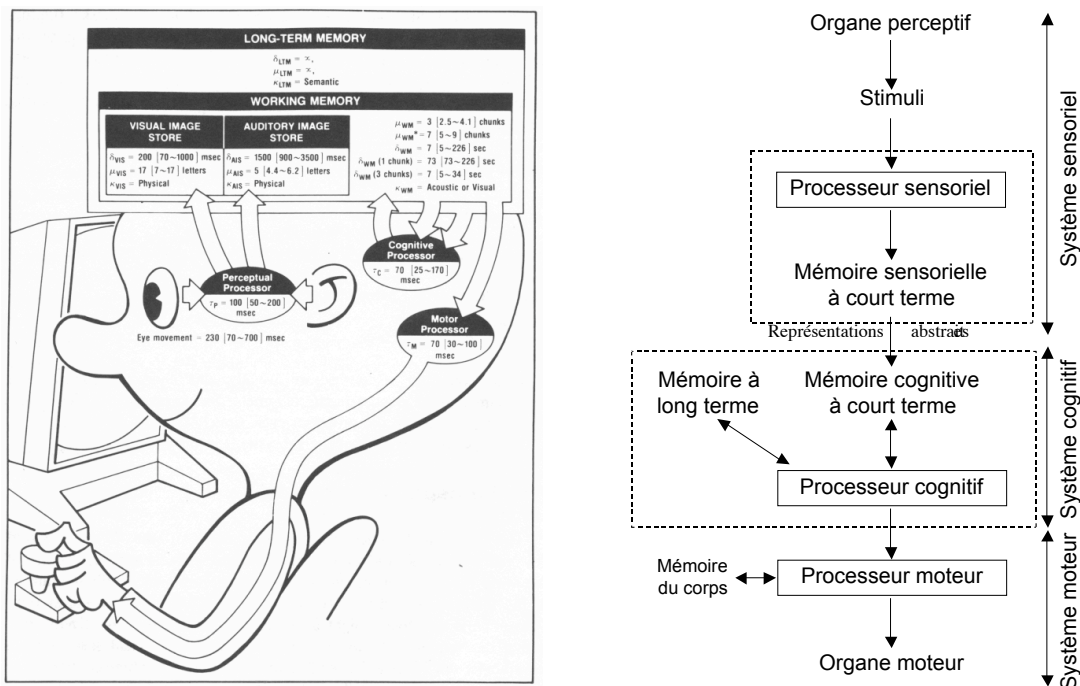 LONG-TERM MEMORY
δLTM = ∝,
μLTM = ∝,
κLTM = Semantic
WORKING MEMORY
VISUAL IMAGE
STORE
δVIS = 200 [70~1000] msec
μVIS = 17 [7~17] letters
κVIS = Physical
AUDITORY IMAGE
STORE
δAIS = 1500 [900~3500] msec
μAIS = 5 [4.4~6.2] letters
κAIS = Physical
μWM = 3 [2.5~4.1] chunks
μWM* = 7 [5~9] chunks
δWM = 7 [5~226] sec
δWM (1 chunk) = 73 [73~226] sec
δWM (3 chunks) = 7 [5~34] sec
κWM = Acoustic or Visual
Cognitive
Processor
τC = 70 [25~170]
msec
Perceptual
Processor
τP = 100 [50~200]
msec
Motor
Processor
τM = 70 [30~100]
msec
Eye movement = 230 [70~700] msec
Organe perceptif
Stimuli
Processeur sensoriel
Mémoire sensorielle
à court terme
Représentations
Système sensoriel
Mémoire à
long terme
Mémoire cognitive
à court terme
Processeur cognitif
Système cognitif
Mémoire
du corps
Processeur moteur
Organe moteur
Système moteur